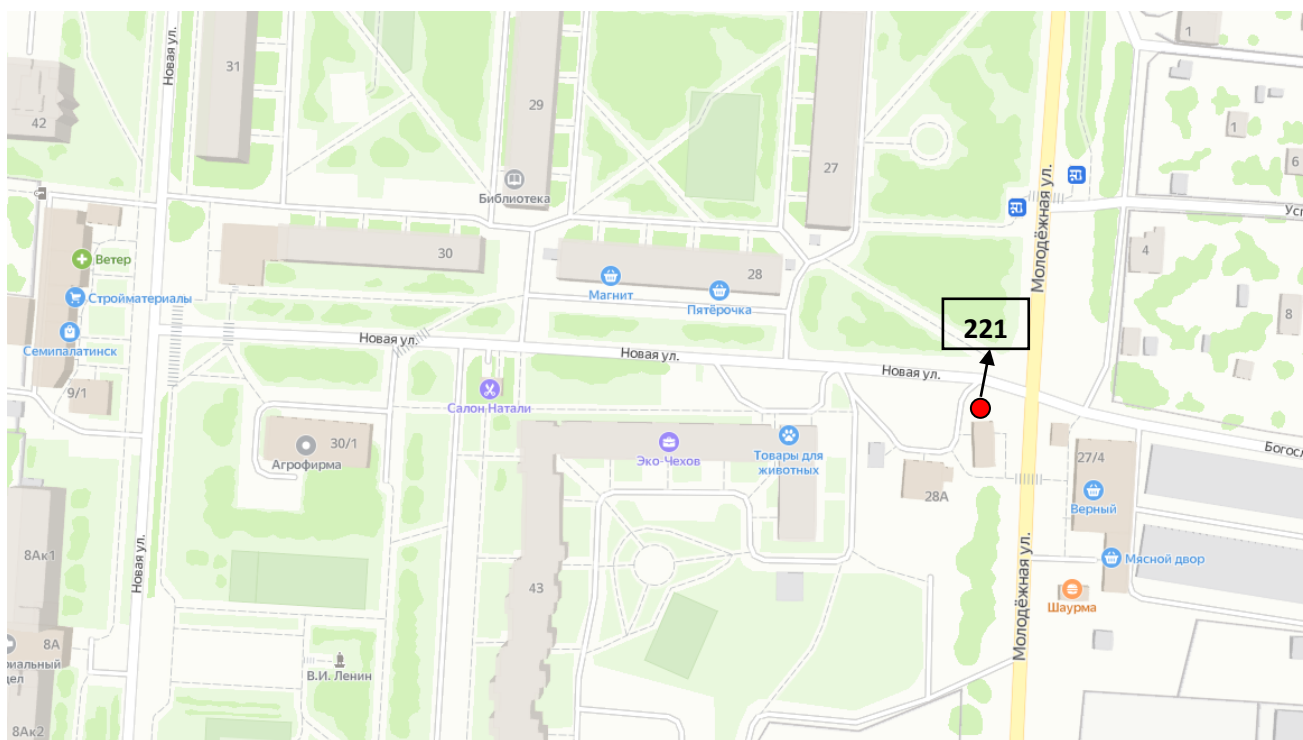 1
Новая ул.
31
42
29
1
27
6
Библиотека
Молодёжная ул.
Усп
30
Ветер
4
28
Магнит
Пятёрочка
Стройматериалы
8
221
Новая ул.
Семипалатинск
Новая ул.
Новая ул.
9/1
Салон Натали
30/1
Агрофирма
Эко-Чехов
Товары для
животных
Богосл
27/4
28А
Верный
8Ак1
Новая ул.
43
Мясной двор
Молодёжная ул.
Шаурма
8А
риальный
дел
В.И. Ленин
8Ак2